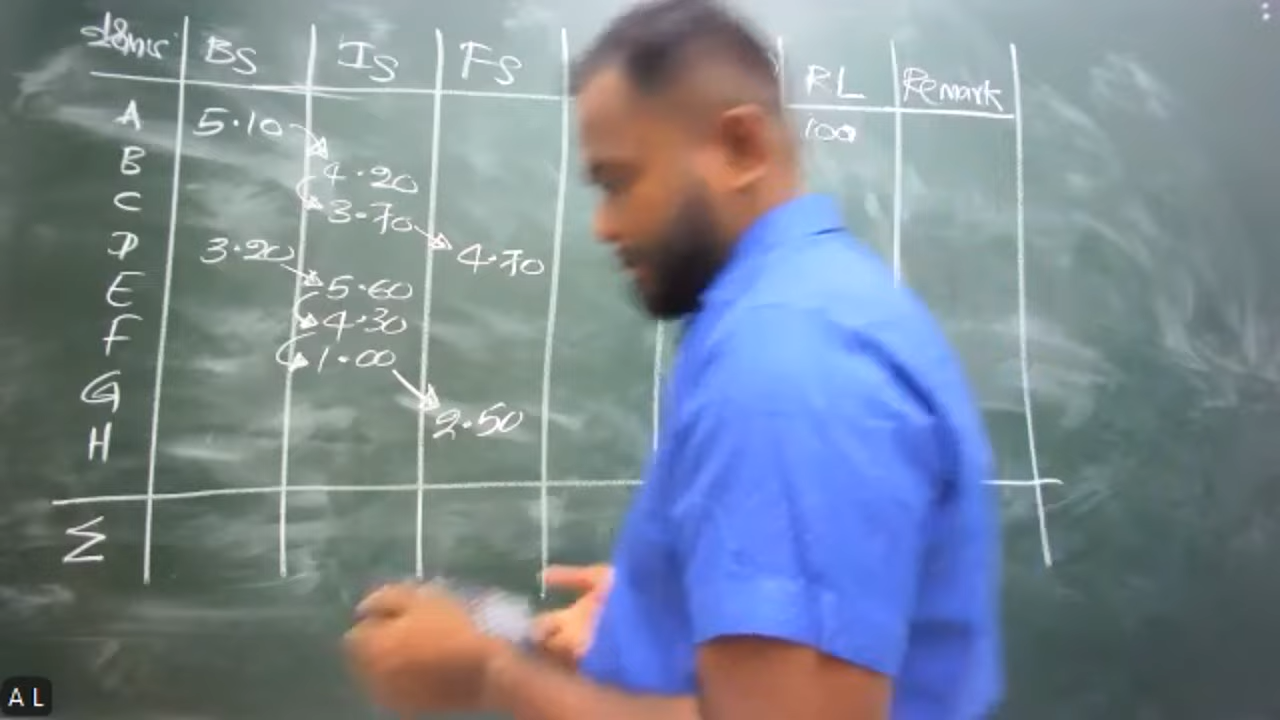 BS IS FS RL Remark
A 5.10 100
B 4.20
C 3.70
D 3.20 4.70
E 5.60
F 4.30
G 1.00
H 2.50
Σ
A L